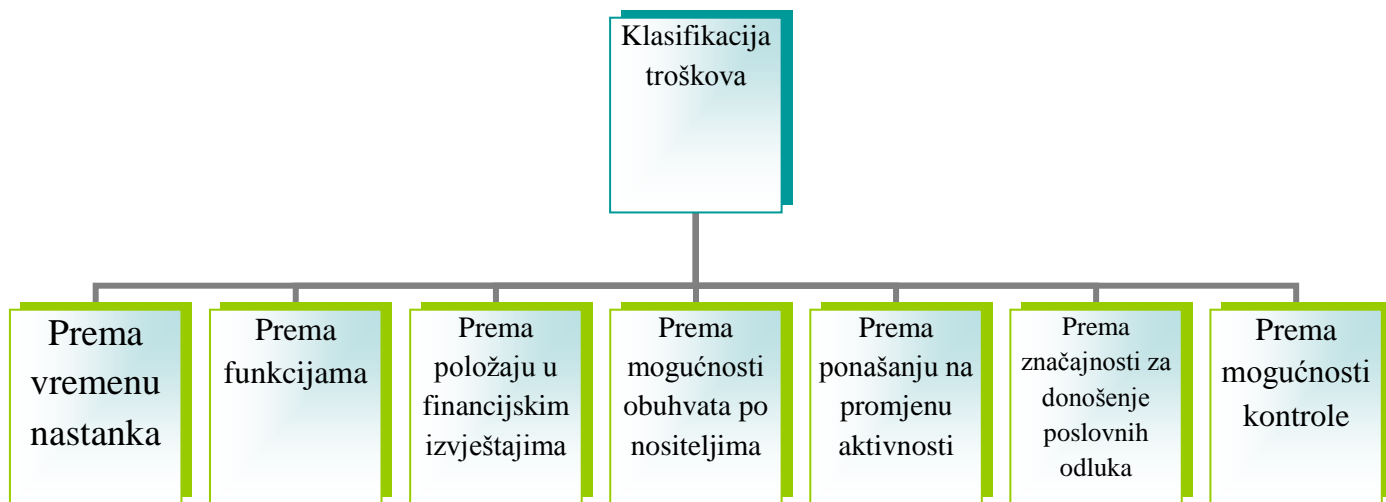 Klasifikacija
troškova
Prema
vremenu
nastanka
Prema
funkcijama
Prema
položaju u
financijskim
izvještajima
Prema
mogućnosti
obuhvata po
nositeljima
Prema
ponašanju na
promjenu
aktivnosti
Prema
značajnosti za
donošenje
poslovnih
odluka
Prema
mogućnosti
kontrole